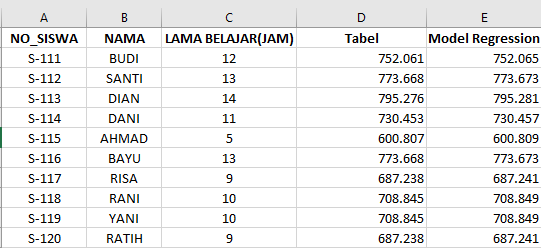 A B C D E
NO_SISWA NAMA LAMA BELAJAR(JAM) Tabel Model Regression
S-111 BUDI 12 752.061 752.065
S-112 SANTI 13 773.668 773.673
S-113 DIAN 14 795.276 795.281
S-114 DANI 11 730.453 730.457
S-115 AHMAD 5 600.807 600.809
S-116 BAYU 13 773.668 773.673
S-117 RISA 9 687.238 687.241
S-118 RANI 10 708.845 708.849
S-119 YANI 10 708.845 708.849
S-120 RATIH 9 687.238 687.241